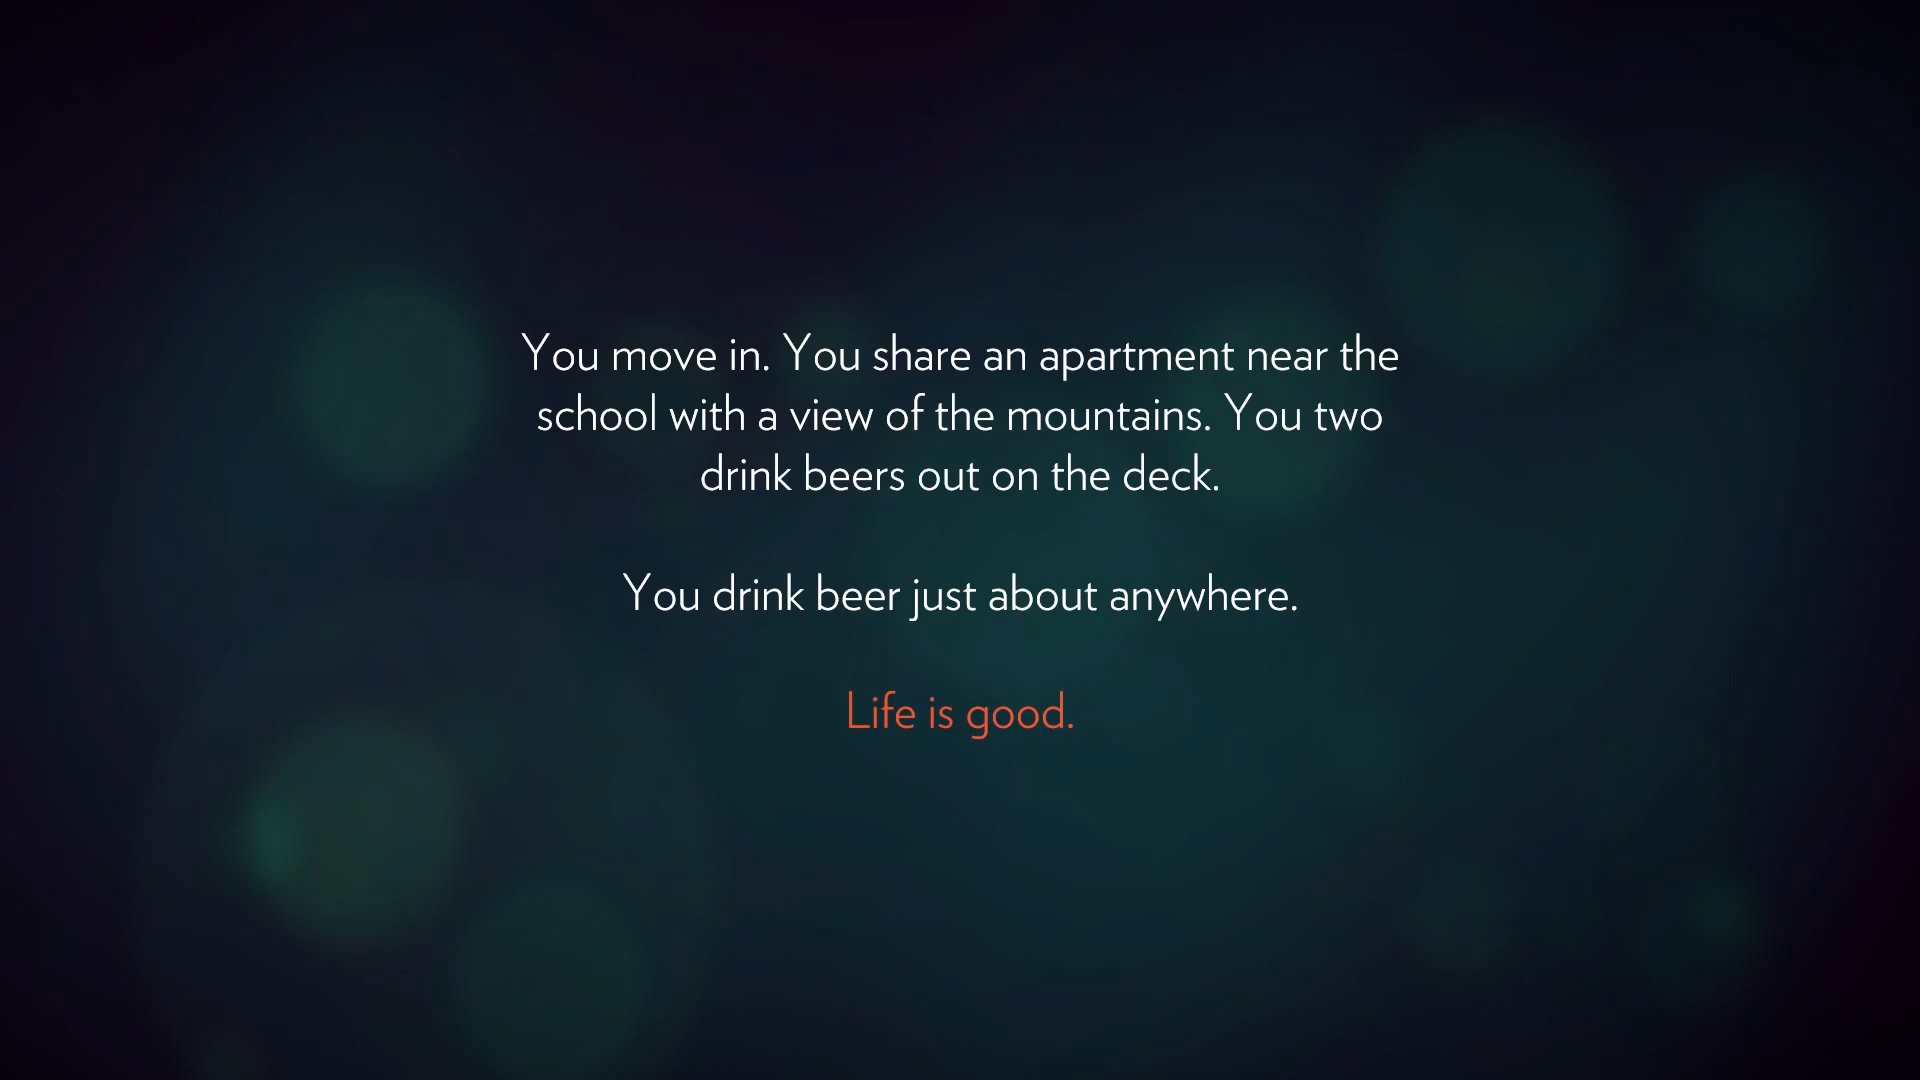 You move in. You share an apartment near the
school with a view of the mountains. You two
drink beers out on the deck.
You drink beer just about anywhere.
Life is good.